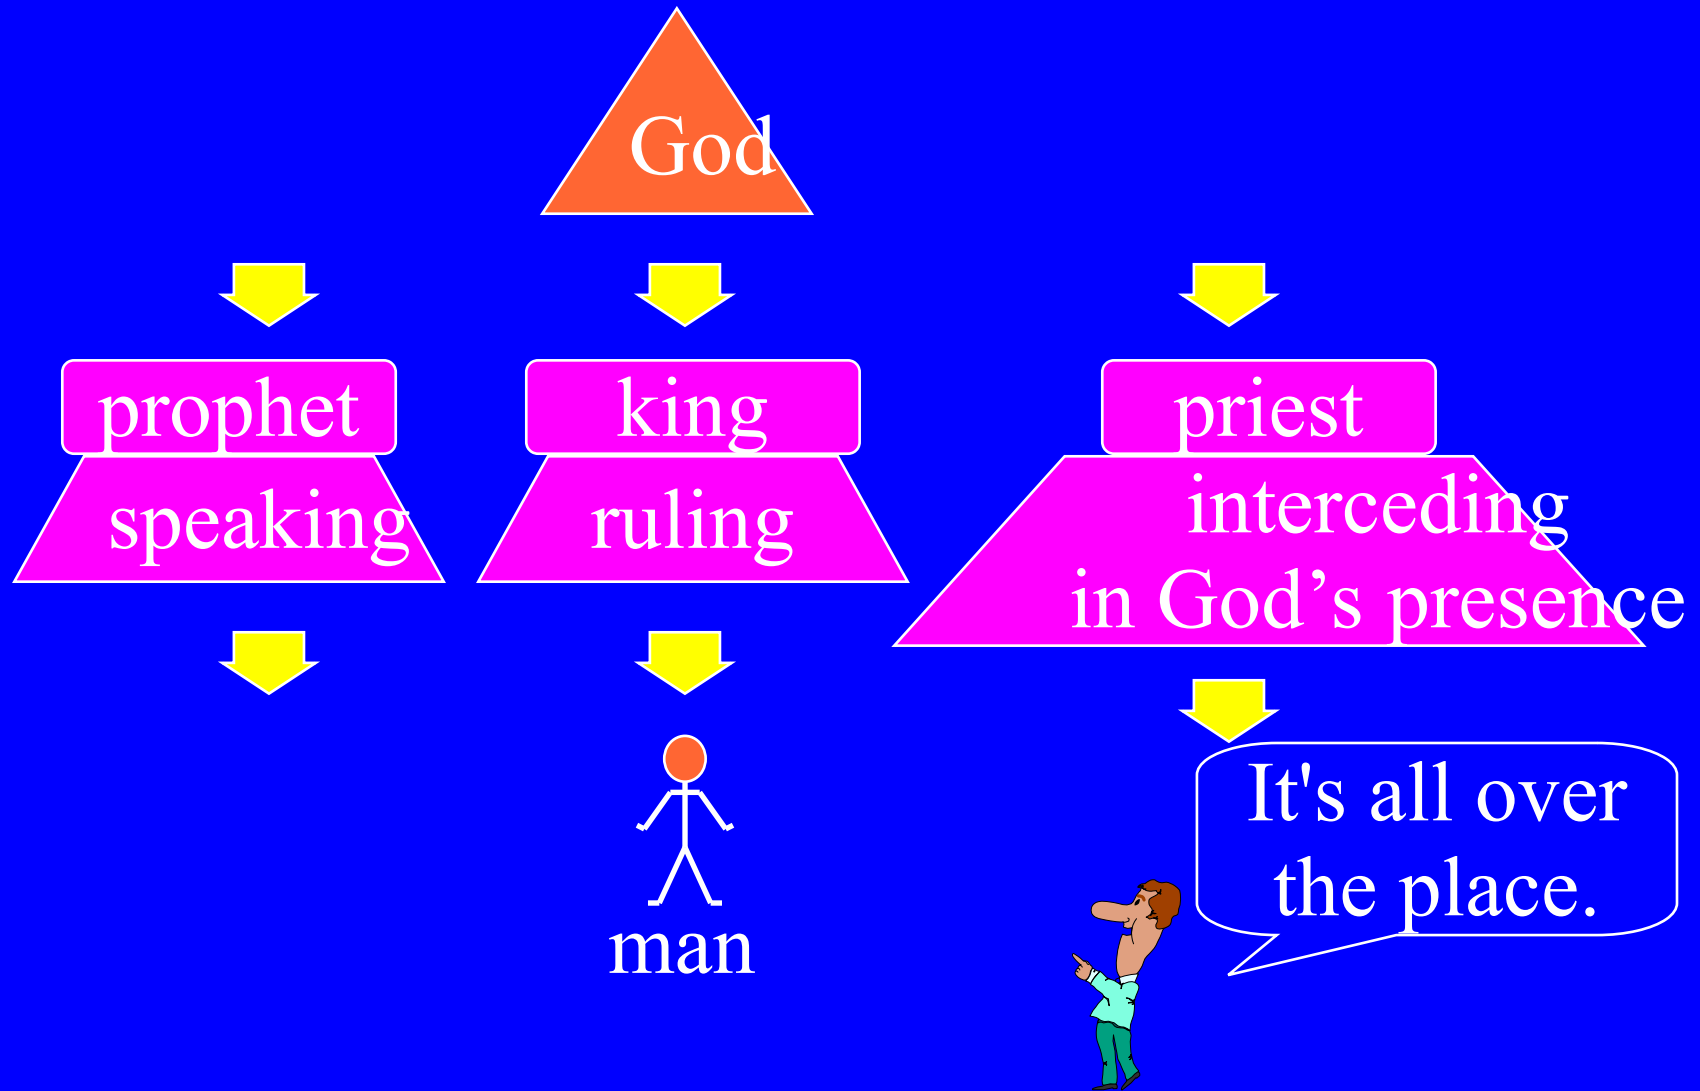 God
prophet
king
priest
speaking
ruling
interceding
in God’s presence
It's all over
the place.
man